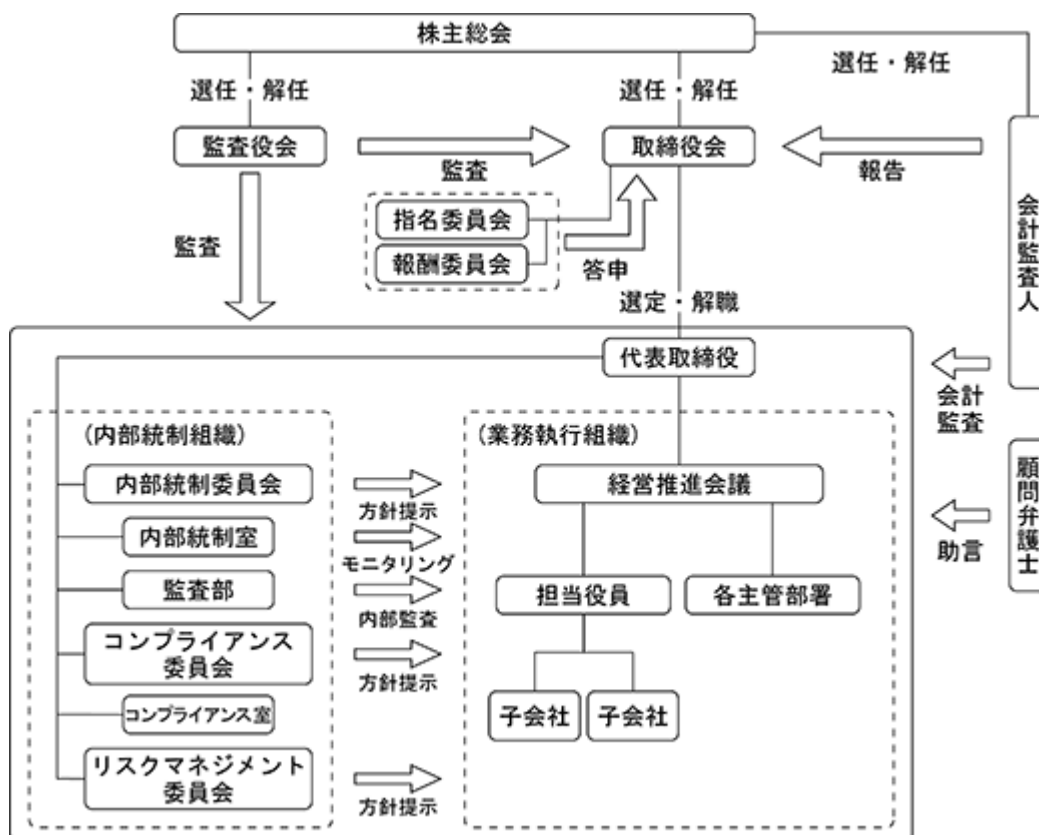 株主総会
選任・解任
選任・解任
選任・解任
監査役会
監査
取締役会
報告
会計監査人
監査
指名委員会
報酬委員会
答申
選定・解職
代表取締役
会計
監査
(内部統制組織)
(業務執行組織)
内部統制委員会
方針提示
経営推進会議
顧問弁護士
助言
内部統制室
モニタリング
監査部
内部監査
担当役員
各主管部署
コンプライアンス
委員会
方針提示
コンプライアンス室
子会社
子会社
リスクマネジメント
委員会
方針提示